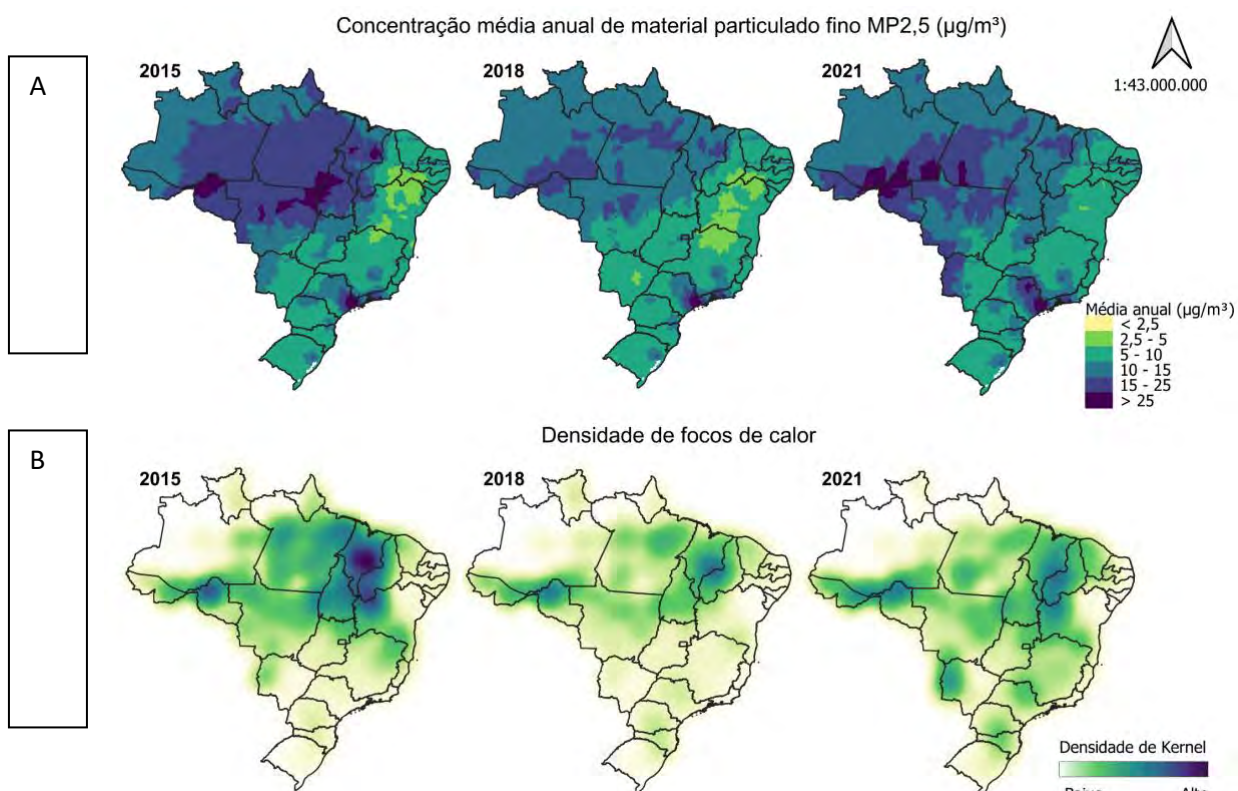 Concentração média anual de material particulado fino MP2,5 (µg/m³)
A
2015
2018
2021
1:43.000.000
Média anual (µg/m³)
< 2,5
2,5 - 5
5 - 10
10 - 15
15 - 25
> 25
Densidade de focos de calor
B
2015
2018
2021
Densidade de Kernel